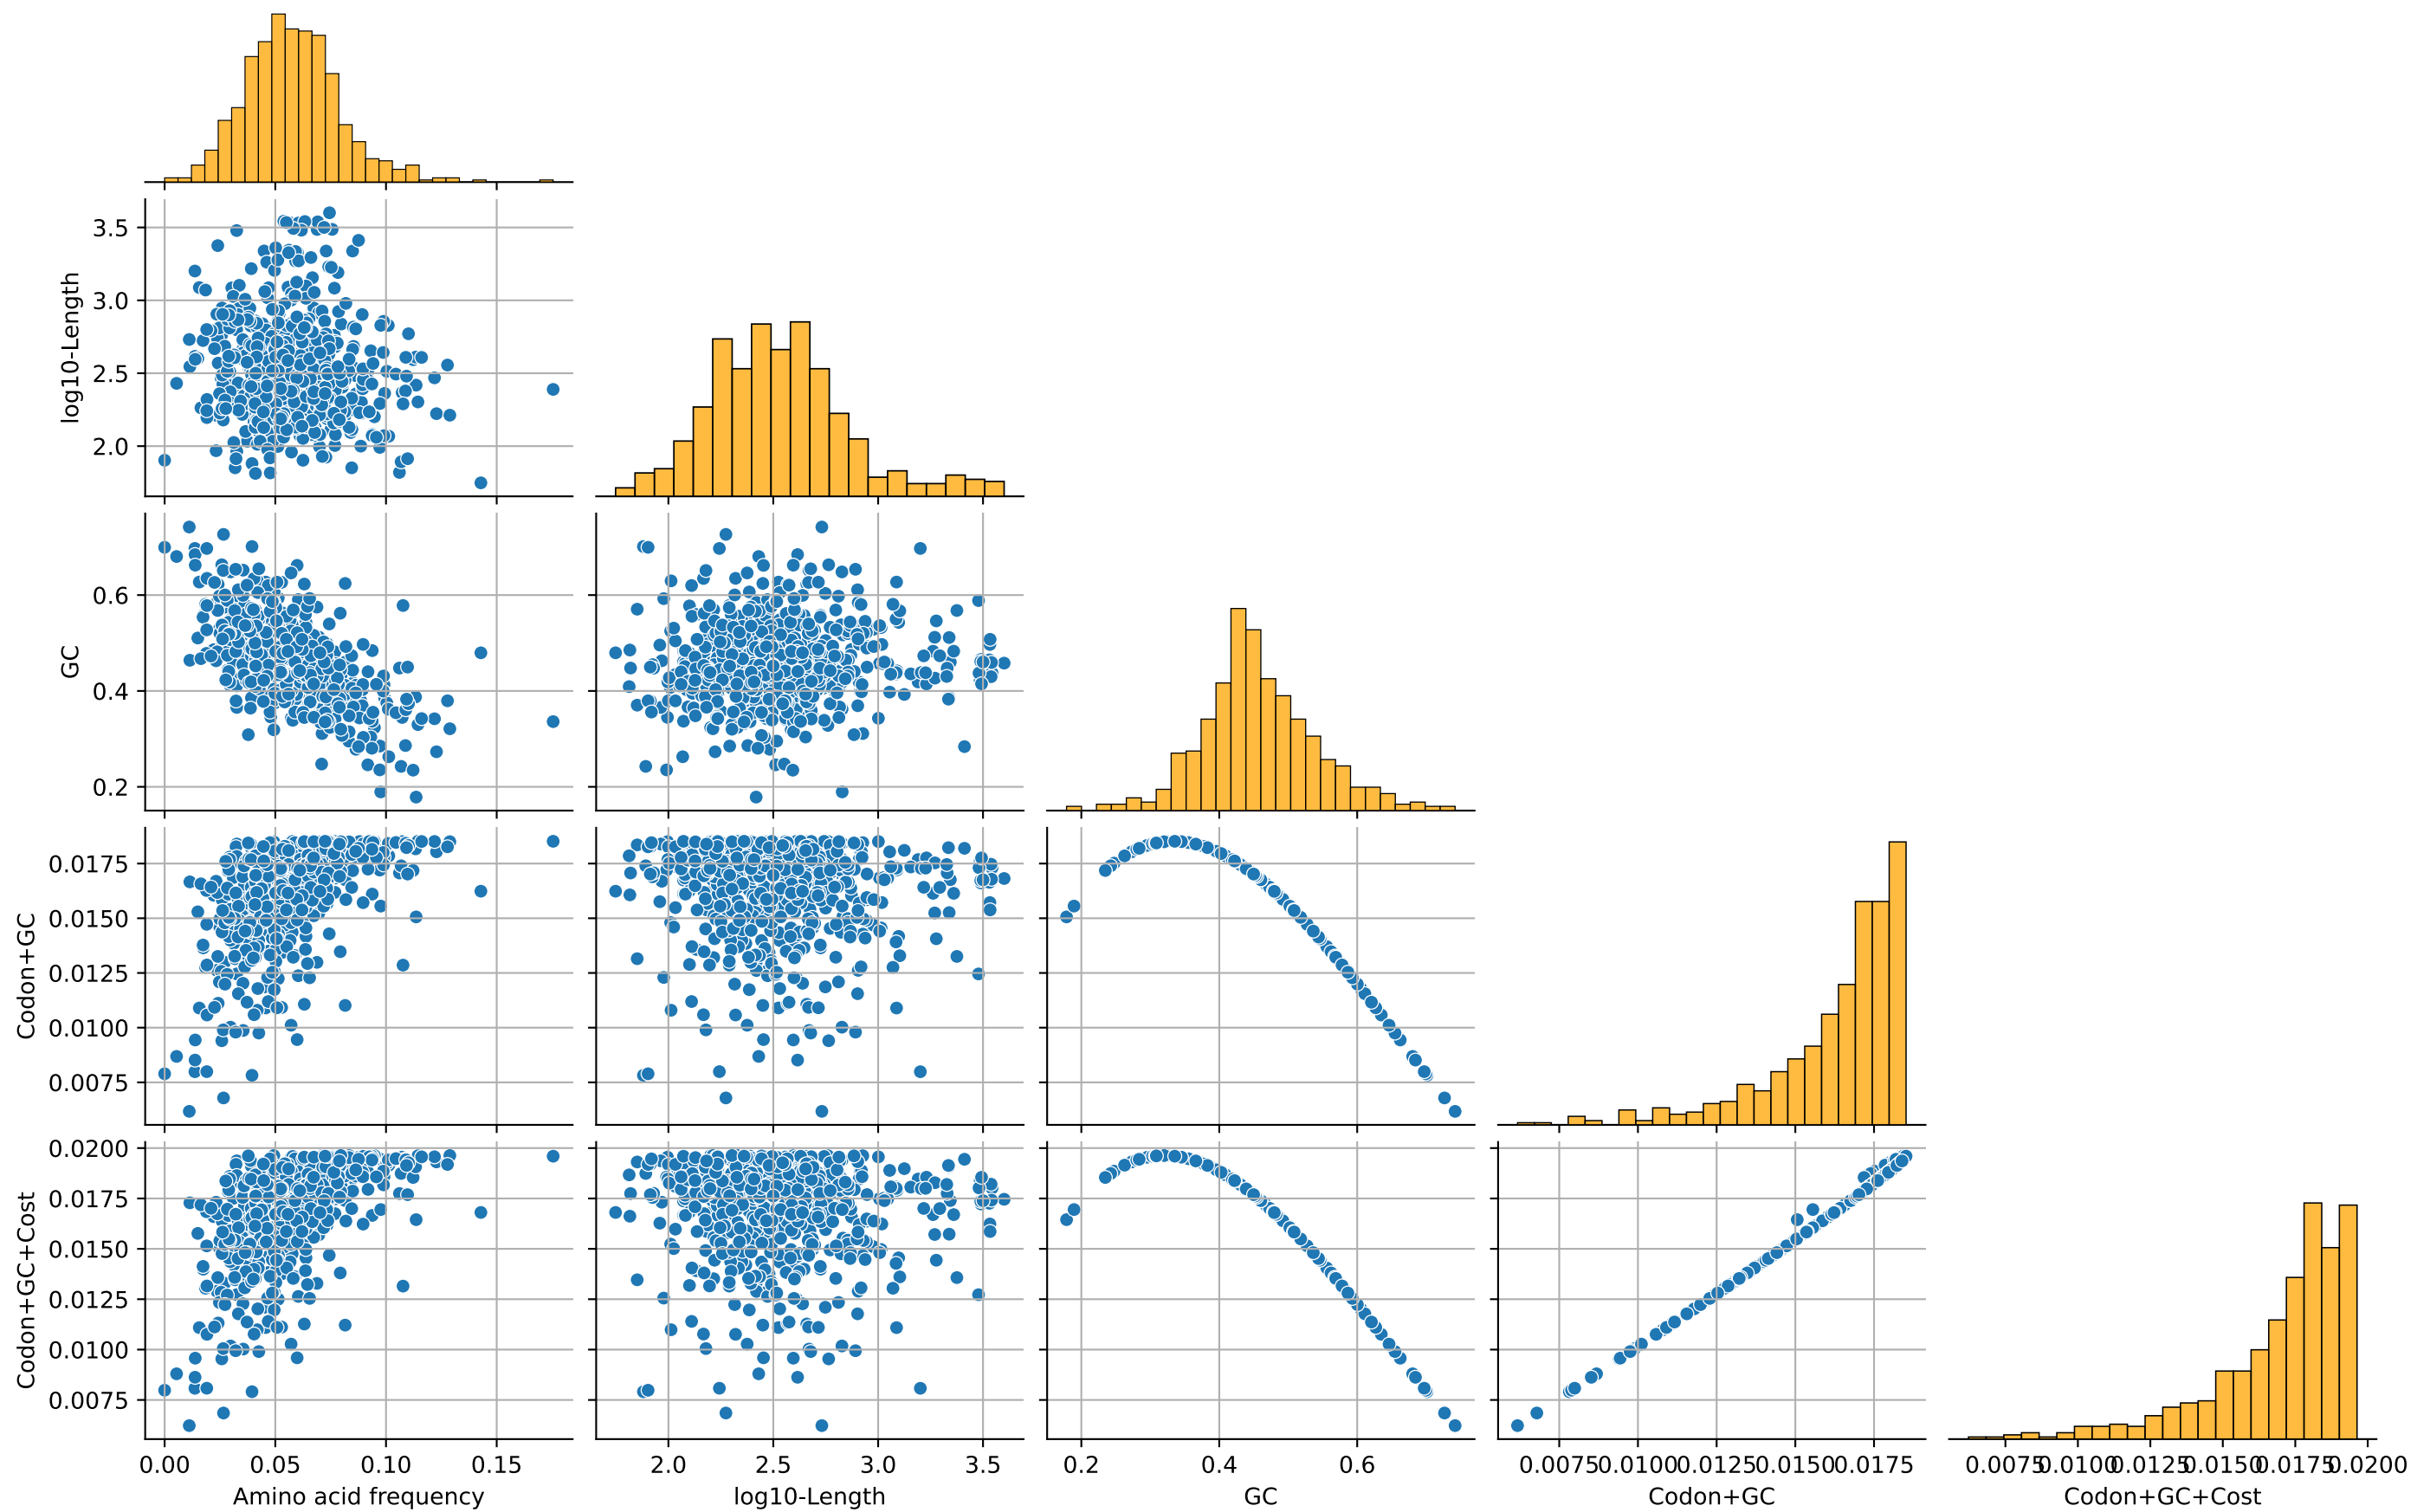 3.5
3.0
2.5
2.0
log10-Length
0.6
0.4
0.2
GC
0.0175
0.0150
0.0125
0.0100
0.0075
Codon+GC
0.0200
0.0175
0.0150
0.0125
0.0100
0.0075
Codon+GC+Cost
0.00 0.05 0.10 0.15
Amino acid frequency
2.0 2.5 3.0 3.5
log10-Length
0.2 0.4 0.6
GC
0.0075 0.0100 0.0125 0.0150 0.0175
Codon+GC
0.0075 0.0100 0.0125 0.0150 0.0175 0.0200
Codon+GC+Cost